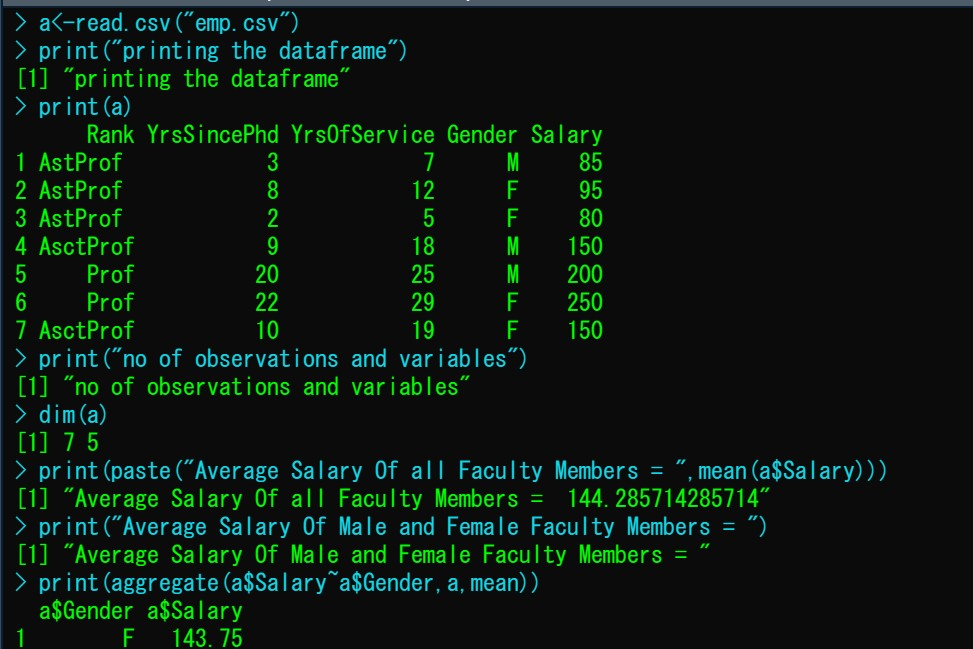 > a<-read.csv("emp.csv")
> print("printing the dataframe")
[1] "printing the dataframe"
> print(a)
      Rank YrsSincePhd YrsOfService Gender Salary
1 AstProf           3            7      M     85
2 AstProf           8           12      F     95
3 AstProf           2            5      F     80
4 AsctProf          9           18      M    150
5     Prof         20           25      M    200
6     Prof         22           29      F    250
7 AsctProf         10           19      F    150
> print("no of observations and variables")
[1] "no of observations and variables"
> dim(a)
[1] 7 5
> print(paste("Average Salary Of all Faculty Members = ",mean(a$Salary)))
[1] "Average Salary Of all Faculty Members =  144.285714285714"
> print("Average Salary Of Male and Female Faculty Members = ")
[1] "Average Salary Of Male and Female Faculty Members = "
> print(aggregate(a$Salary~a$Gender,a,mean))
  a$Gender a$Salary
1        F   143.75